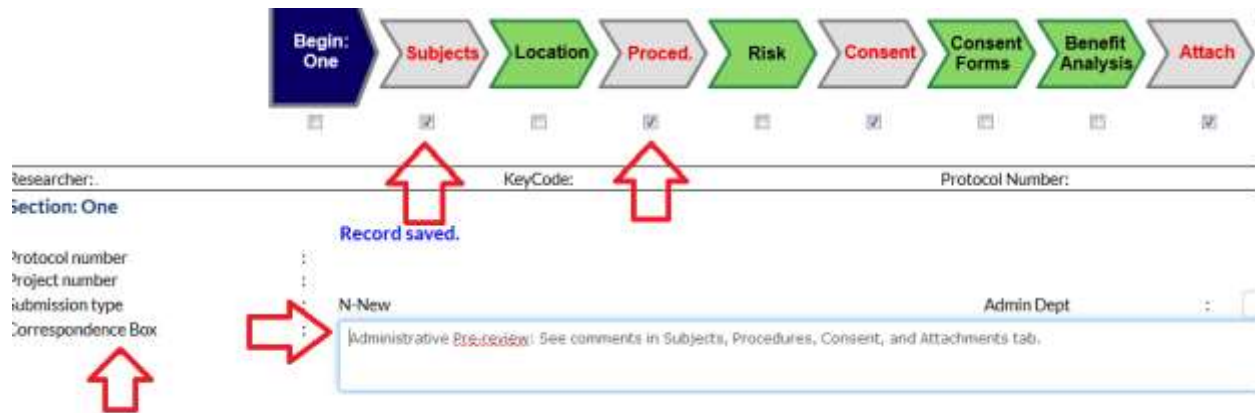 Begin: One
Subjects
Location
Proced.
Risk
Consent
Consent Forms
Benefit Analysis
Attach
Researcher:
KeyCode:
Protocol Number:
Section: One
Record saved.
Protocol number :
Project number :
Submission type : N-New Admin Dept :
Correspondence Box :
Administrative Pre-review: See comments in Subjects, Procedures, Consent, and Attachments tab.